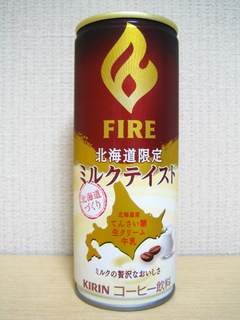 FIRE
北海道限定
ミルクテイスト
北海道
づくり
北海道産
てんさい糖
生クリーム
牛乳
ミルクの贅沢なおいしさ
KIRIN コーヒー飲料